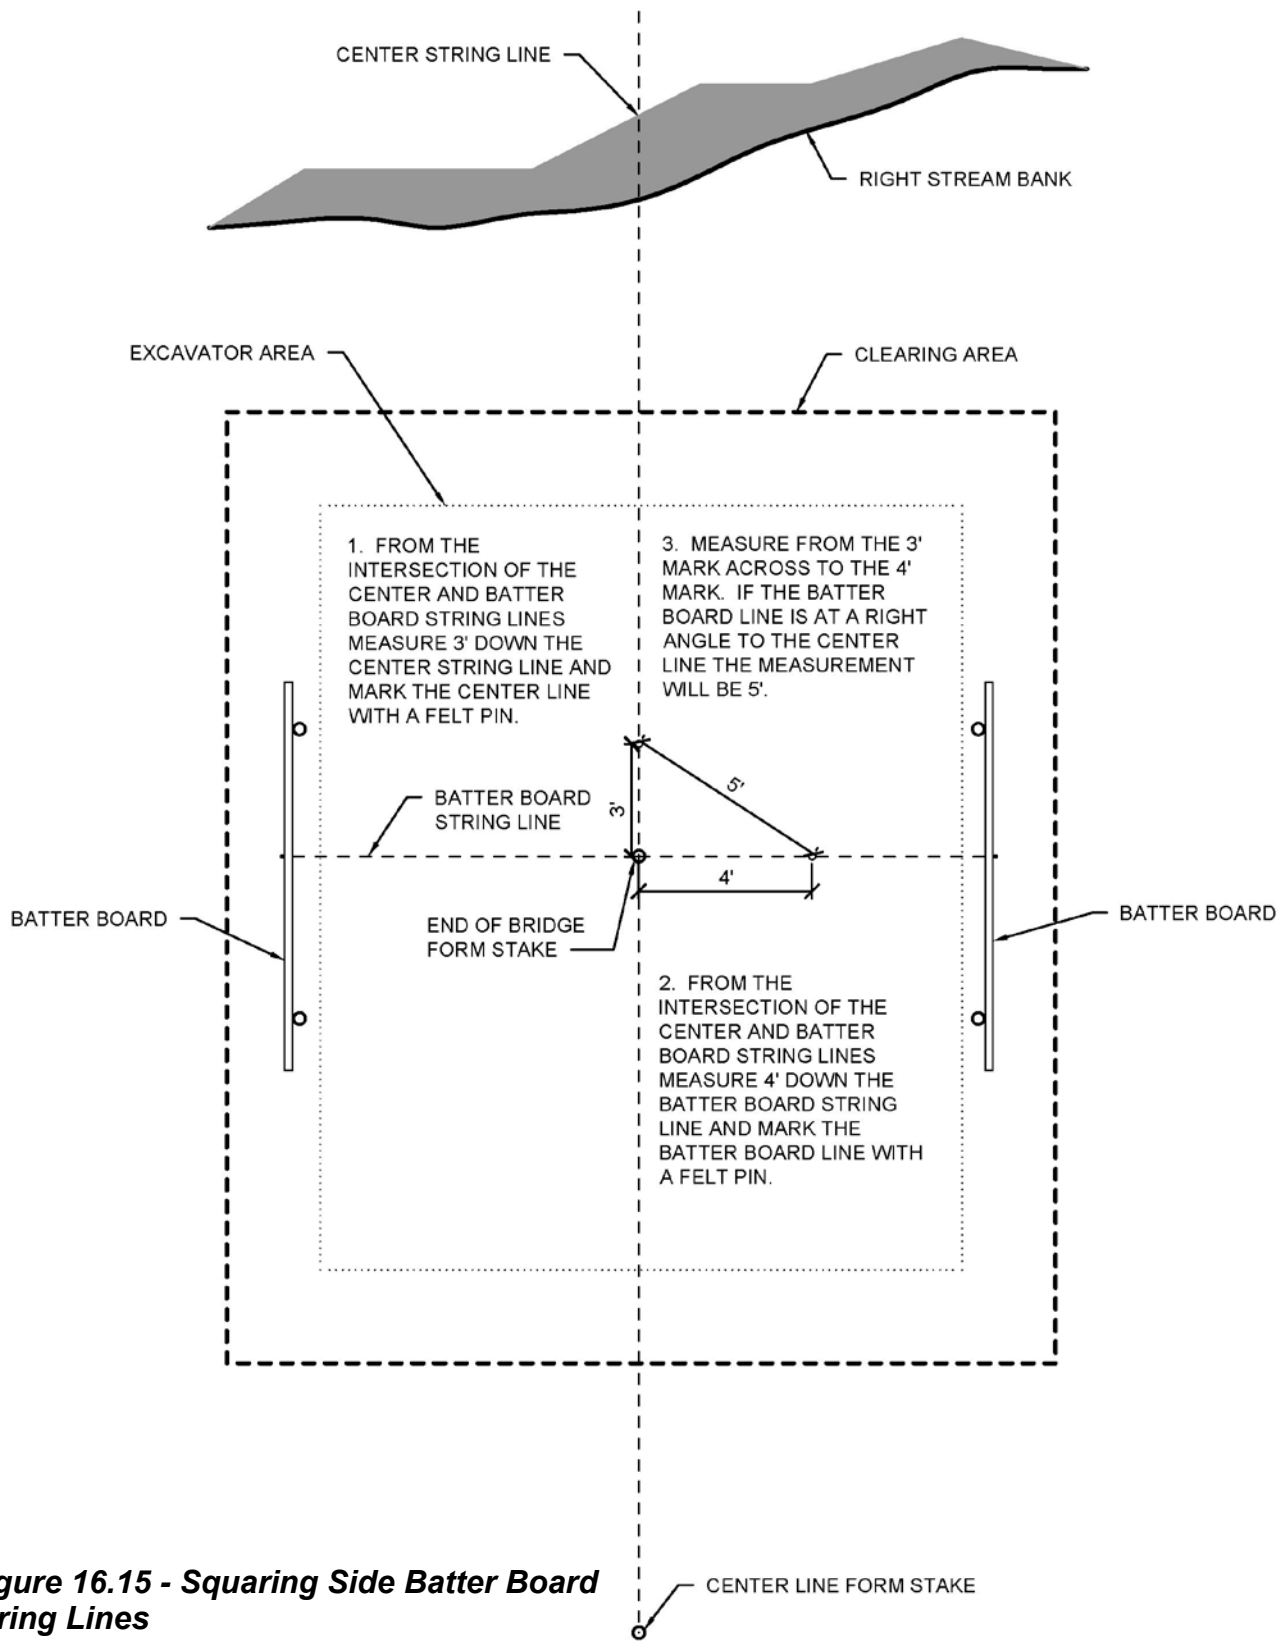 CENTER STRING LINE
RIGHT STREAM BANK
EXCAVATOR AREA
CLEARING AREA
1. FROM THE
INTERSECTION OF THE
CENTER AND BATTER
BOARD STRING LINES
MEASURE 3' DOWN THE
CENTER STRING LINE AND
MARK THE CENTER LINE
WITH A FELT PIN.
3. MEASURE FROM THE 3'
MARK ACROSS TO THE 4'
MARK. IF THE BATTER
BOARD LINE IS AT A RIGHT
ANGLE TO THE CENTER
LINE THE MEASUREMENT
WILL BE 5'.
5'
3'
BATTER BOARD
STRING LINE
4'
BATTER BOARD
END OF BRIDGE
FORM STAKE
BATTER BOARD
2. FROM THE
INTERSECTION OF THE
CENTER AND BATTER
BOARD STRING LINES
MEASURE 4' DOWN THE
BATTER BOARD STRING
LINE AND MARK THE
BATTER BOARD LINE WITH
A FELT PIN.
gure 16.15 - Squaring Side Batter Board
ring Lines
CENTER LINE FORM STAKE